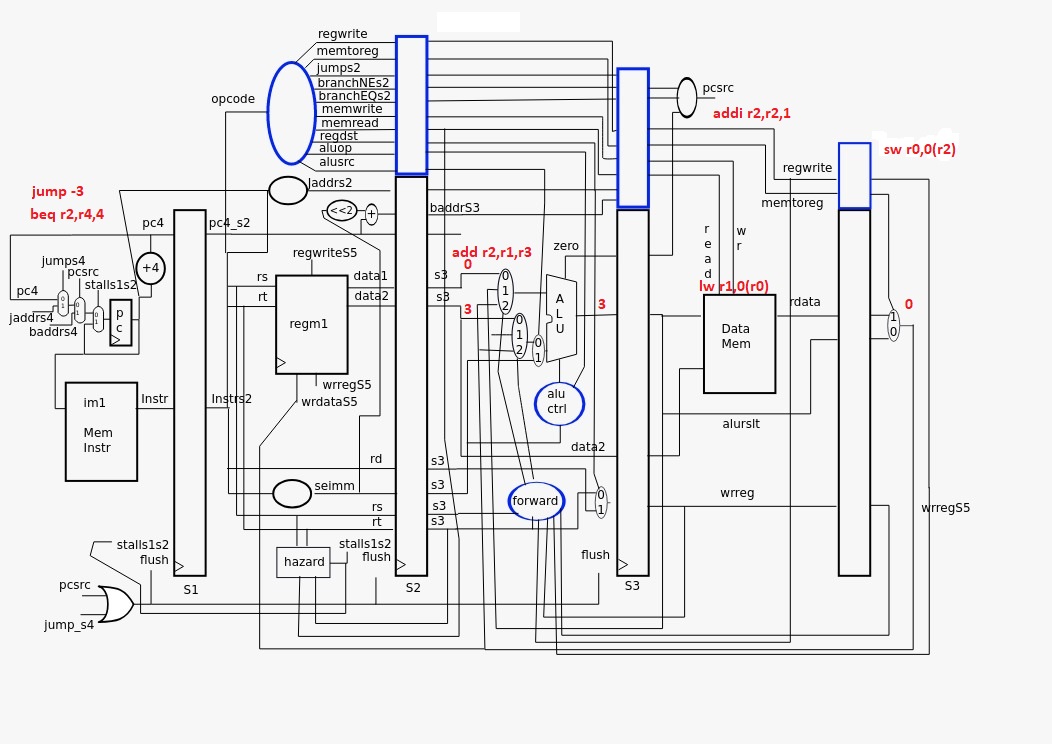 regwrite
memtoreg
jumps2
branchNEs2
branchEQs2
memwrite
memread
regdst
aluop
alusrc
opcode
pcsrc
addi r2,r2,1
sw r0,0(r2)
regwrite
memtoreg
jaddrs2
jump -3
beq r2,r4,4
pc4
pc4_s2
<<2
+
baddrS3
zero
read
wr
add r2,r1,r3
0
regwriteS5
+4
jumps4
pcsrc
stalls1s2
pc4
jaddrs4
baddrs4
0
1
0
1
0
1
pc
rs
rt
regm1
data1
data2
s3
s3
3
0
1
2
0
1
2
0
1
ALU
3
lw r1,0(r0)
rdata
Data
Mem
0
1
0
wrregS5
wrdataS5
alu
ctrl
im1
Mem
Instr
Instr
Instrs2
alurslt
data2
rd
s3
seimm
s3
rs
s3
rt
s3
forward
0
1
wrreg
wrregS5
stalls1s2
flush
hazard
stalls1s2
flush
flush
pcsrc
jump_s4
S1
S2
S3